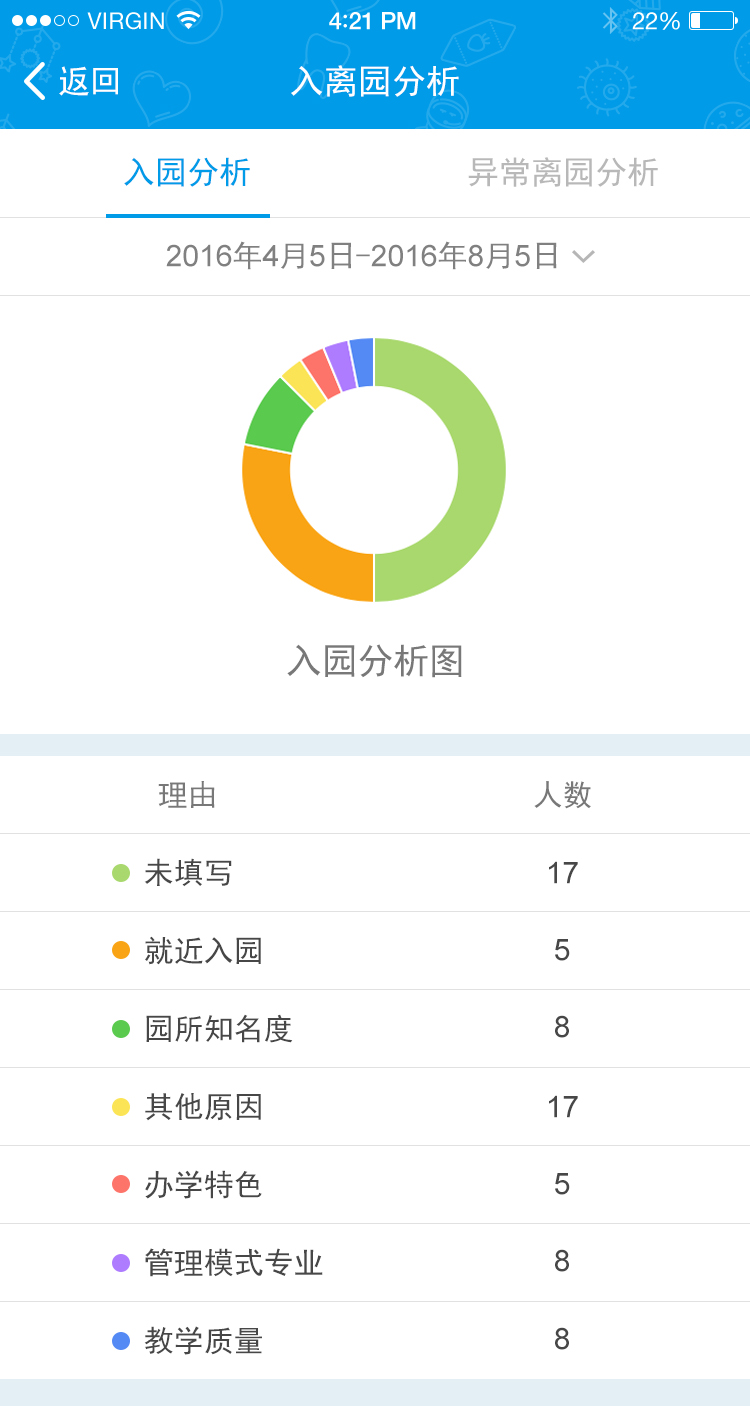 VIRGIN 4:21 PM 22%
返回 入离园分析
入园分析 异常离园分析
2016年4月5日-2016年8月5日
入园分析图
理由 人数
未填写 17
就近入园 5
园所知名度 8
其他原因 17
办学特色 5
管理模式专业 8
教学质量 8